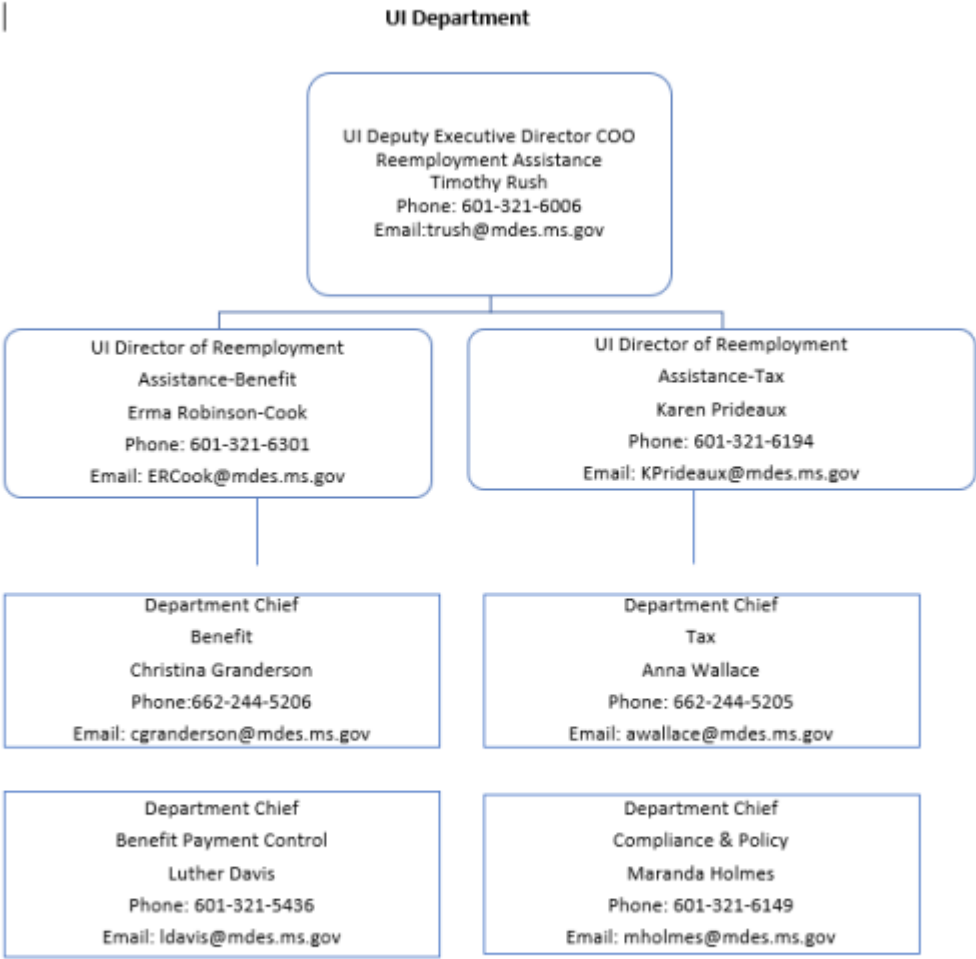 UI Department
UI Deputy Executive Director COO
Reemployment Assistance
Timothy Rush
Phone: 601-321-6006
Email:trush@mdes.ms.gov
UI Director of Reemployment
Assistance-Benefit
Erma Robinson-Cook
Phone: 601-321-6301
Email: ERCook@mdes.ms.gov
UI Director of Reemployment
Assistance-Tax
Karen Prideaux
Phone: 601-321-6194
Email: KPrideaux@mdes.ms.gov
Department Chief
Benefit
Christina Granderson
Phone:662-244-5206
Email: cgranderson@mdes.ms.gov
Department Chief
Tax
Anna Wallace
Phone: 662-244-5205
Email: awallace@mdes.ms.gov
Department Chief
Benefit Payment Control
Luther Davis
Phone: 601-321-5436
Email: ldavis@mdes.ms.gov
Department Chief
Compliance & Policy
Maranda Holmes
Phone: 601-321-6149
Email: mholmes@mdes.ms.gov